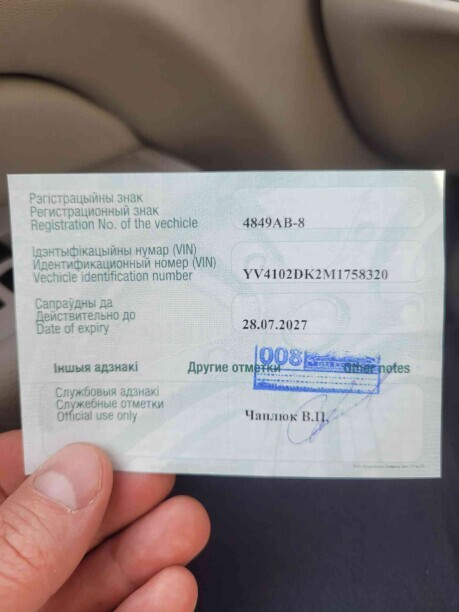 Рэгістрацыйны знак
Регистрационный знак
Registration No. of the vechicle
4849AB-8
Ідэнтыфікацыйны нумар (VIN)
Идентификационный номер (VIN)
Vechicle identification number
YV4102DK2M1758320
Сапраўдны да
Действительно до
Date of expiry
28.07.2027
008
Іншыя адзнакі Другие отметки Other notes
Службовыя адзнакі
Служебные отметки
Official use only
Чаплюк В.П.